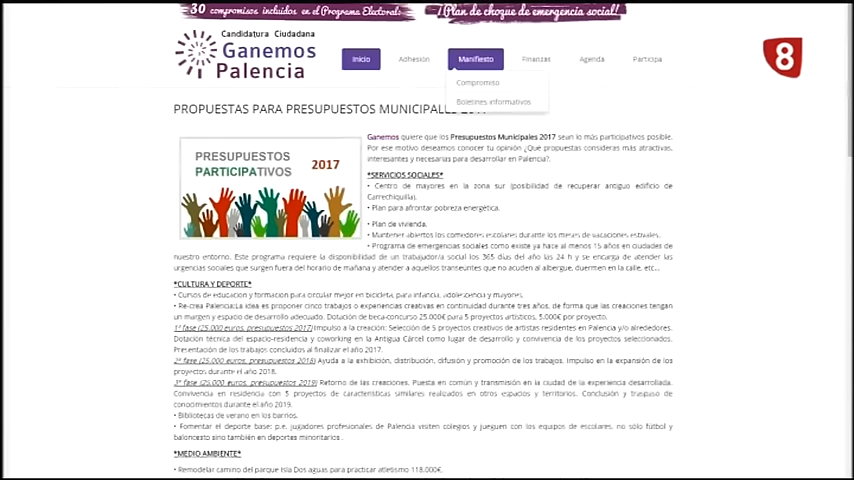 30 compromisos incluidos en el Programa Electoral:
¡Plan de choque de emergencia social!
Candidatura Ciudadana
Ganemos
Palencia
Inicio Adhesión Manifiesto Finanzas Agenda Participa
8
Compromiso
Boletines informativos
PROPUESTAS PARA PRESUPUESTOS MUNICIPALES
PRESUPUESTOS
PARTICIPATIVOS 2017
Ganemos quiere que los Presupuestos Municipales 2017 sean lo más participativos posible.
Por ese motivo deseamos conocer tu opinión ¿Qué propuestas consideras más atractivas,
interesantes y necesarias para desarrollar en Palencia?.
*SERVICIOS SOCIALES*
• Centro de mayores en la zona sur (posibilidad de recuperar antiguo edificio de
Carrechiquilla).
• Plan para afrontar pobreza energética.
• Plan de vivienda.
• Mantener abiertos los comedores escolares durante los meses de vacaciones estivales.
• Programa de emergencias sociales como existe ya hace al menos 15 años en ciudades de
nuestro entorno. Este programa requiere la disponibilidad de un trabajador/a social los 365 días del año las 24 h y se encarga de atender las
urgencias sociales que surgen fuera del horario de mañana y atender a aquellos transeuntes que no acuden al albergue, duermen en la calle, etc...
*CULTURA Y DEPORTE*
• Cursos de educación y formación para circular mejor en bicicleta, para infancia, adolescencia y mayores.
• Re-crea Palencia:La idea es proponer cinco trabajos o experiencias creativas en continuidad durante tres años, de forma que las creaciones tengan
un margen y espacio de desarrollo adecuado. Dotación de beca-concurso 25.000€ para 5 proyectos artísticos, 5.000€ por proyecto.
1ª fase (25.000 euros, presupuestos 2017) Impulso a la creación: Selección de 5 proyectos creativos de artistas residentes en Palencia y/o alrededores.
Dotación técnica del espacio-residencia y coworking en la Antigua Cárcel como lugar de desarrollo y convivencia de los proyectos seleccionados.
Presentación de los trabajos concluidos al finalizar el año 2017.
2ª fase (25.000 euros, presupuestos 2018) Ayuda a la exhibición, distribución, difusión y promoción de los trabajos. Impulso en la expansión de los
proyectos durante el año 2018.
3ª fase (25.000 euros, presupuestos 2019) Retorno de las creaciones. Puesta en común y transmisión en la ciudad de la experiencia desarrollada.
Convivencia en residencia con 5 proyectos de características similares realizados en otros espacios y territorios. Conclusión y traspaso de
conocimientos durante el año 2019.
• Bibliotecas de verano en los barrios.
• Fomentar el deporte base: p.e. jugadores profesionales de Palencia visiten colegios y jueguen con los equipos de escolares, no sólo fútbol y
baloncesto sino también en deportes minoritarios .
*MEDIO AMBIENTE*
• Remodelar camino del parque Isla Dos aguas para practicar atletismo 118.000€.